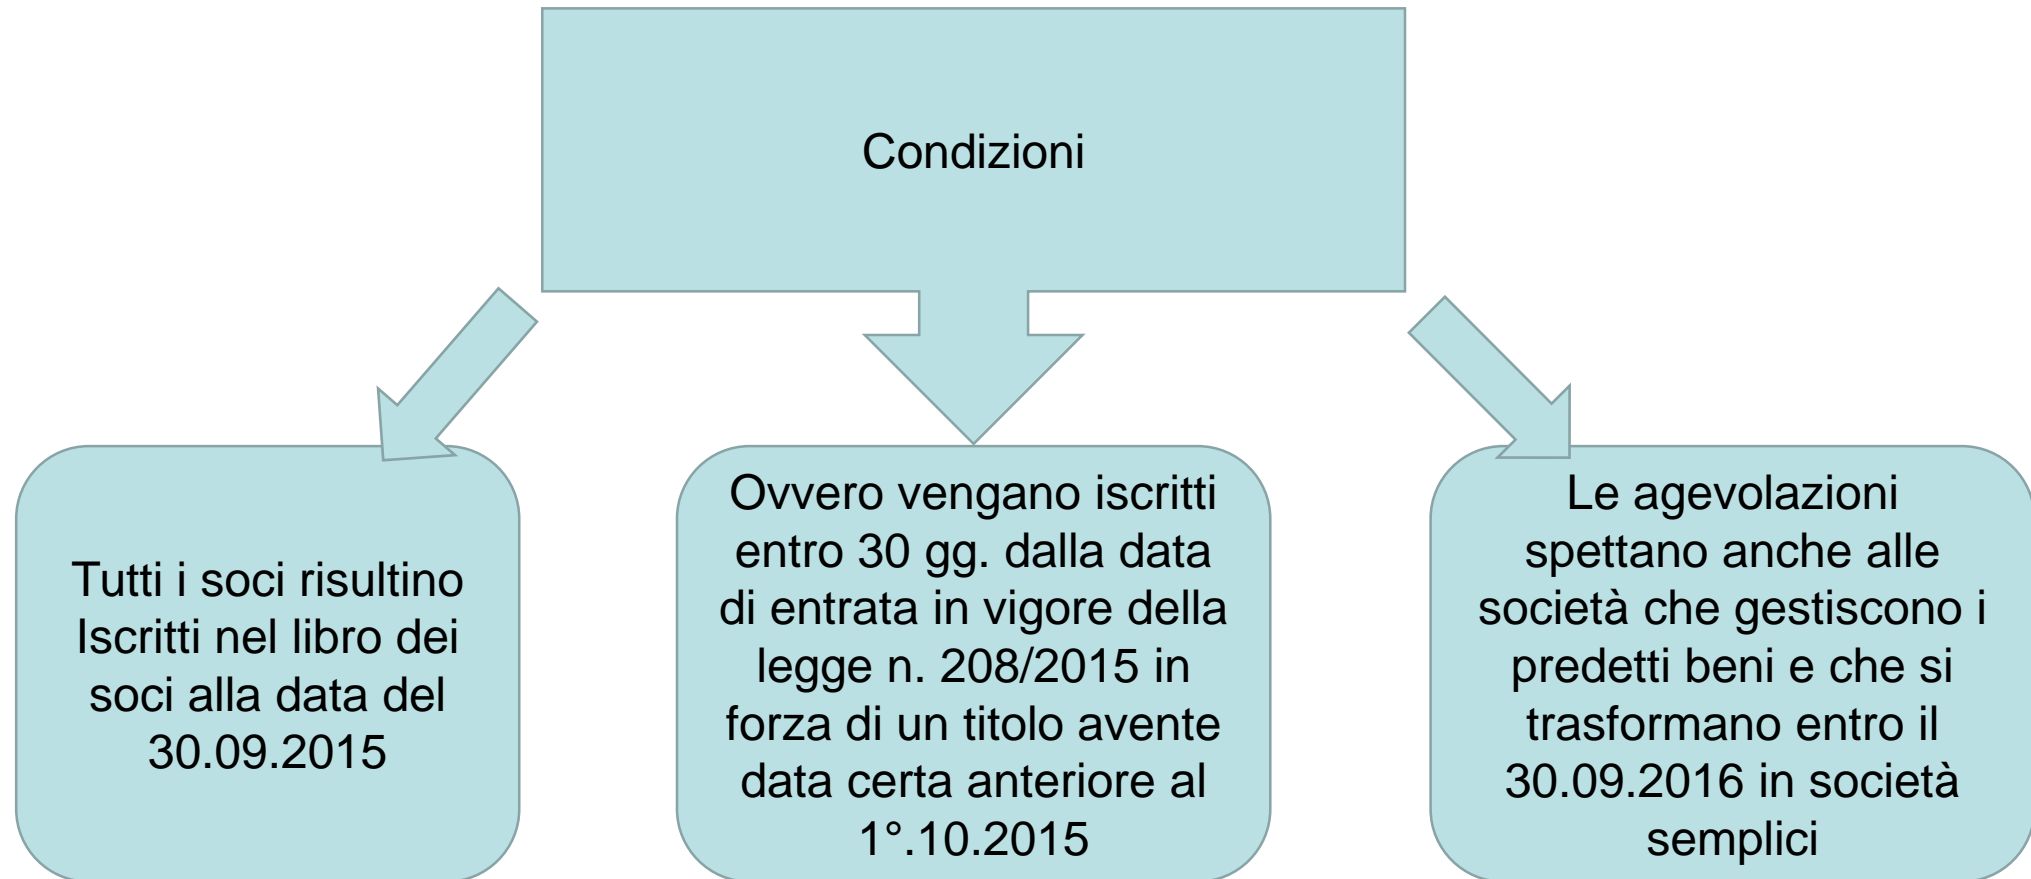 Condizioni
Tutti i soci risultino
Iscritti nel libro dei
soci alla data del
30.09.2015
Ovvero vengano iscritti
entro 30 gg. dalla data
di entrata in vigore della
legge n. 208/2015 in
forza di un titolo avente
data certa anteriore al
1°.10.2015
Le agevolazioni
spettano anche alle
società che gestiscono i
predetti beni e che si
trasformano entro il
30.09.2016 in società
semplici